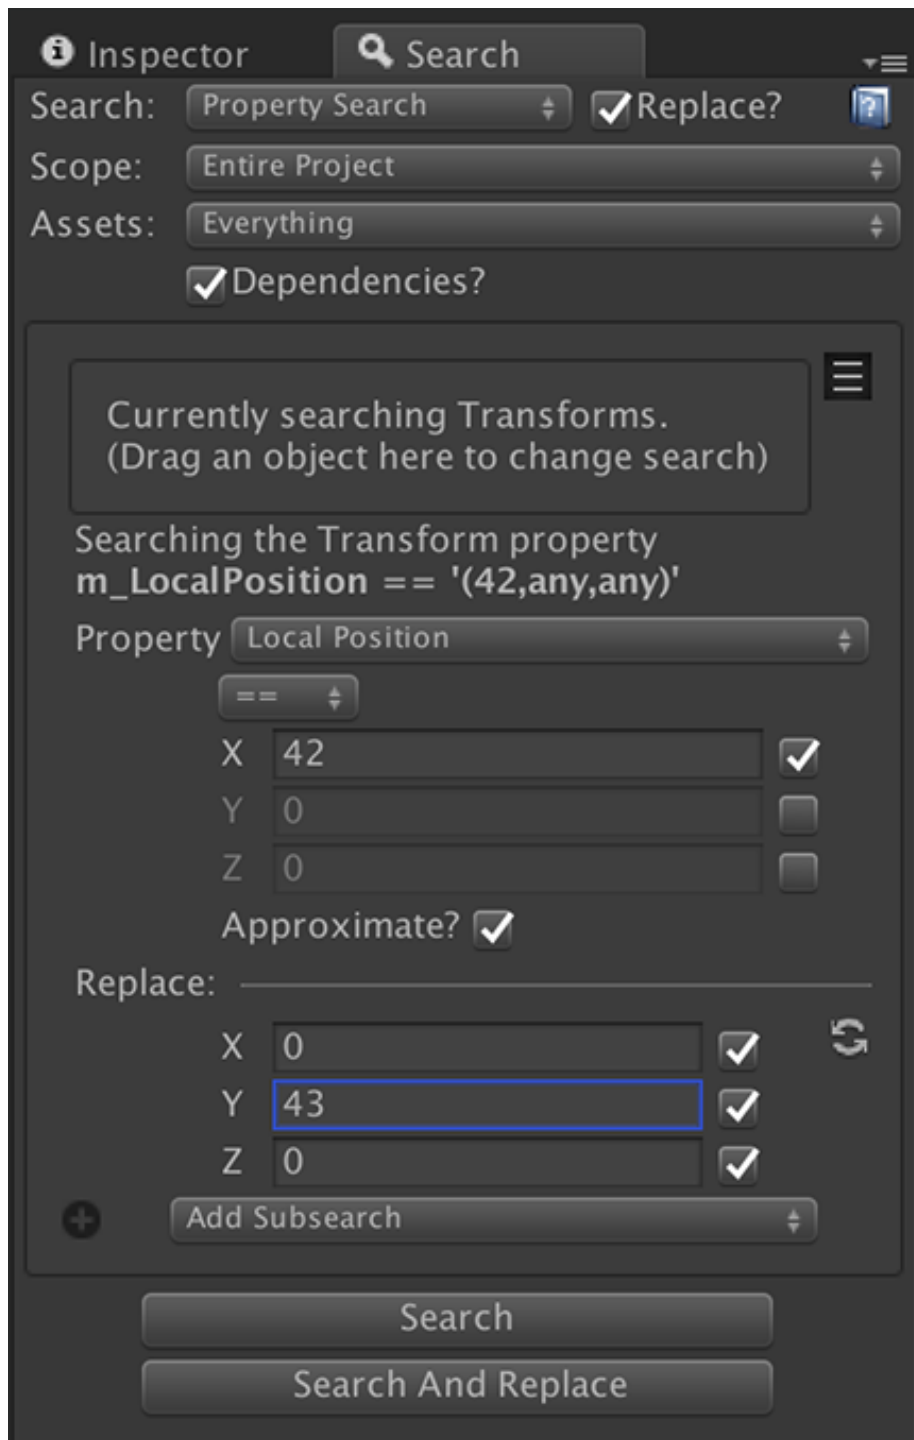 Inspector Search
Search: Property Search Replace?
Scope: Entire Project
Assets: Everything
Dependencies?
Currently searching Transforms.
(Drag an object here to change search)
Searching the Transform property
m_LocalPosition == '(42,any,any)'
Property Local Position
==
X 42
Y 0
Z 0
Approximate?
Replace:
X 0
Y 43
Z 0
Add Subsearch
Search
Search And Replace